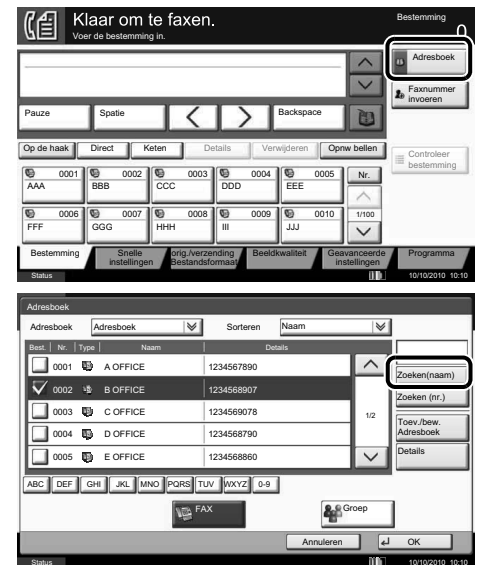 Klaar om te faxen.
Voer de bestemming in.
Bestemming
0
Adresboek
Faxnummer
invoeren
Pauze
Spatie
Backspace
Op de haak
Direct
Keten
Details
Verwijderen
Opnw bellen
Controleer
bestemming
0001
AAA
0002
BBB
0003
CCC
0004
DDD
0005
EEE
Nr.
0006
FFF
0007
GGG
0008
HHH
0009
III
0010
JJJ
1/100
Bestemming
Snelle
instellingen
orig./verzending
Bestandsformaat
Beeldkwaliteit
Geavanceerde
instellingen
Programma
Status
10/10/2010 10:10
Adresboek
Adresboek
Adresboek
Sorteren
Naam
Best. Nr. Type Naam Details
0001 A OFFICE 1234567890
0002 B OFFICE 1234568907
0003 C OFFICE 1234569078
0004 D OFFICE 1234568790
0005 E OFFICE 1234568860
1/2
Zoeken(naam)
Zoeken (nr.)
Toev./bew.
Adresboek
Details
ABC DEF GHI JKL MNO PQRS TUV WXYZ 0-9
FAX
Groep
Annuleren
OK
Status
10/10/2010 10:10